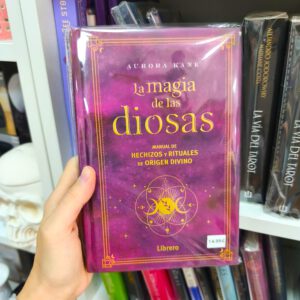 AURORA KANE
La magia
de las
diosas
MANUAL DE
HECHIZOS Y RITUALES
DE ORIGEN DIVINO
Librero
LA VÍA DEL TAROT
LA VÍA DEL TAROT